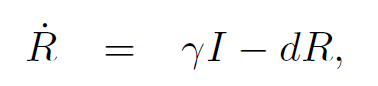 Ṙ = γI − dR,